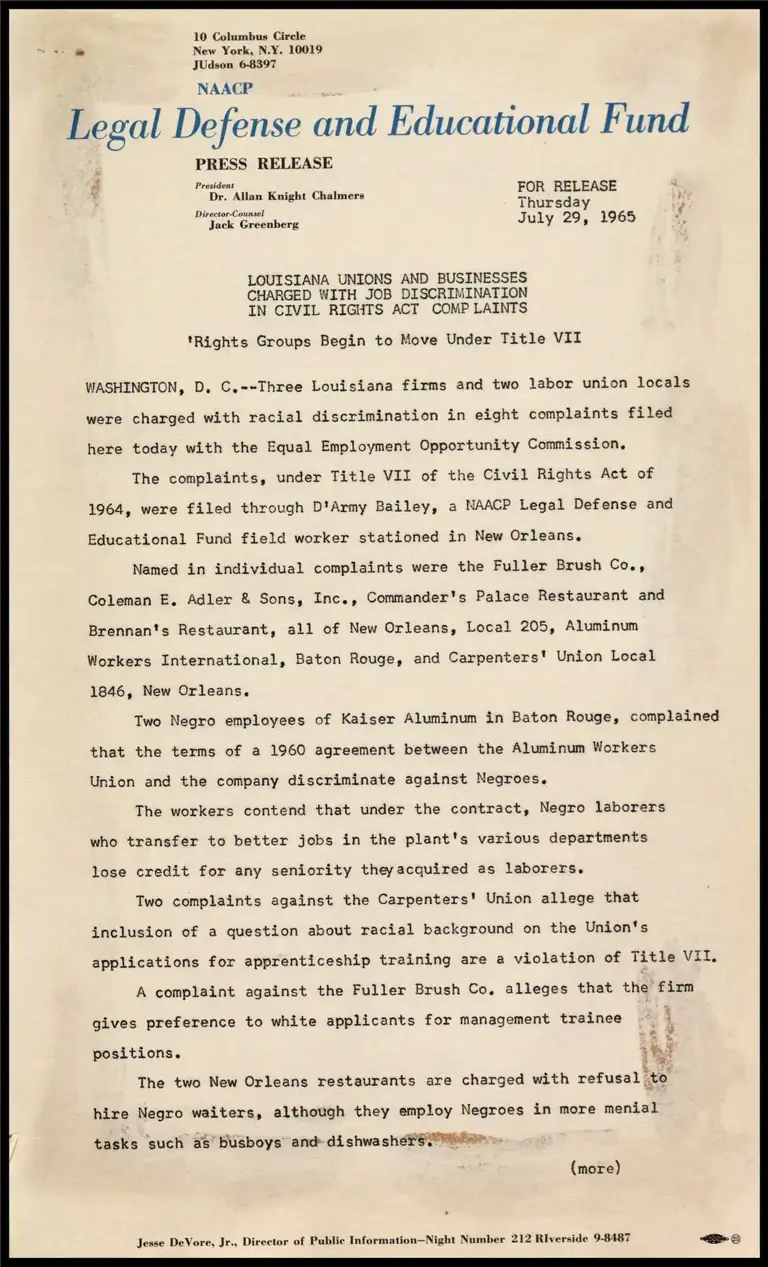 10 Columbus Circle
New York, N.Y. 10019
JUdson 6-8397
NAACP
Legal Defense and Educational Fund
PRESS RELEASE
President
Dr. Allan Knight Chalmers
Director-Counsel
Jack Greenberg
FOR RELEASE
Thursday
July 29, 1965
LOUISIANA UNIONS AND BUSINESSES
CHARGED WITH JOB DISCRIMINATION
IN CIVIL RIGHTS ACT COMPLAINTS
'Rights Groups Begin to Move Under Title VII
WASHINGTON, D. C.--Three Louisiana firms and two labor union locals
were charged with racial discrimination in eight complaints filed
here today with the Equal Employment Opportunity Commission.
The complaints, under Title VII of the Civil Rights Act of
1964, were filed through D'Army Bailey, a NAACP Legal Defense and
Educational Fund field worker stationed in New Orleans.
Named in individual complaints were the Fuller Brush Co.,
Coleman E. Adler & Sons, Inc., Commander's Palace Restaurant and
Brennan's Restaurant, all of New Orleans, Local 205, Aluminum
Workers International, Baton Rouge, and Carpenters' Union Local
1846, New Orleans.
Two Negro employees of Kaiser Aluminum in Baton Rouge, complained
that the terms of a 1960 agreement between the Aluminum Workers
Union and the company discriminate against Negroes.
The workers contend that under the contract, Negro laborers
who transfer to better jobs in the plant's various departments
lose credit for any seniority they acquired as laborers.
Two complaints against the Carpenters' Union allege that
inclusion of a question about racial background on the Union's
applications for apprenticeship training are a violation of Title VII.
A complaint against the Fuller Brush Co. alleges that the firm
gives preference to white applicants for management trainee
positions.
The two New Orleans restaurants are charged with refusal to
hire Negro waiters, although they employ Negroes in more menial
tasks such as busboys and dishwashers.
(more)
Jesse DeVore, Jr., Director of Public Information—Night Number 212 RIverside 9-8487